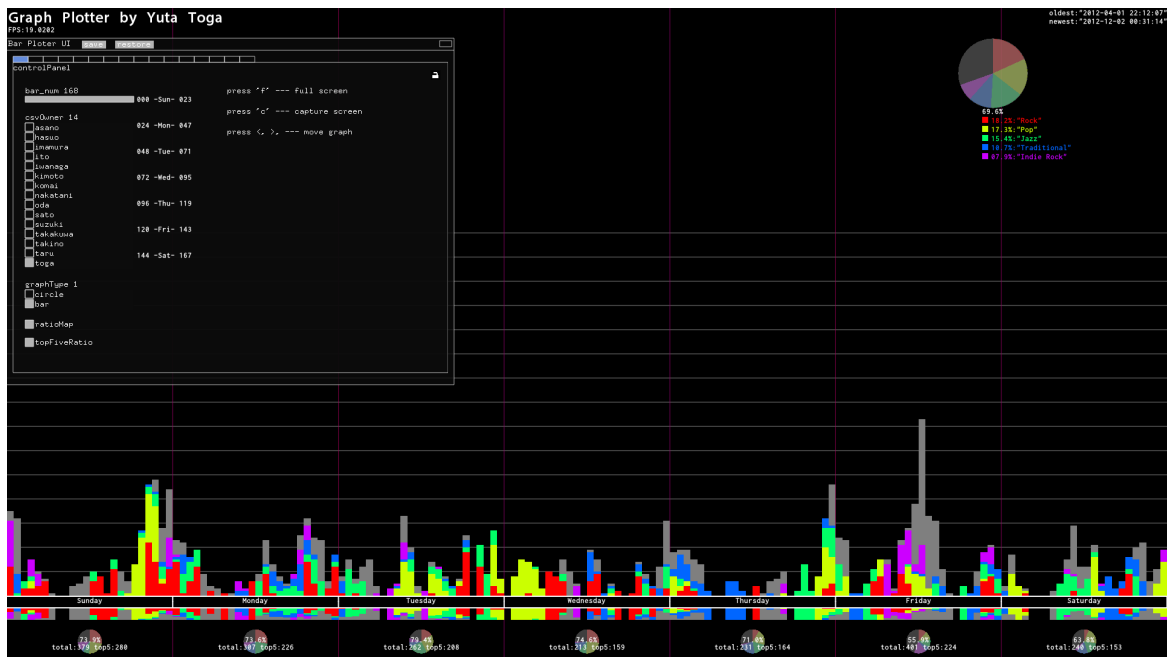 Graph Plotter by Yuta Toga
FPS:19.0202
oldest:"2012-04-01 22:12:07"
newest:"2012-12-02 00:31:14"
Bar Ploter UI save restore
controlPanel
bar_num 168
000 -Sun- 023
024 -Mon- 047
048 -Tue- 071
072 -Wed- 095
096 -Thu- 119
120 -Fri- 143
144 -Sat- 167
press 'f' --- full screen
press 'c' --- capture screen
press <, >, --- move graph
csvOwner 14
asano
hasuo
imamura
ito
iwanaga
kimoto
komai
nakatani
oda
sato
suzuki
takakuwa
takino
taru
toga
graphType 1
circle
bar
ratioMap
topFiveRatio
69.6%
18.2%:"Rock"
17.3%:"Pop"
15.4%:"Jazz"
10.7%:"Traditional"
07.9%:"Indie Rock"
Sunday Monday Tuesday Wednesday Thursday Friday Saturday
73.9% 73.6% 79.4% 74.6% 71.0% 55.9% 63.8%
total:379 top5:280 total:307 top5:226 total:262 top5:208 total:213 top5:159 total:231 top5:164 total:401 top5:224 total:240 top5:153